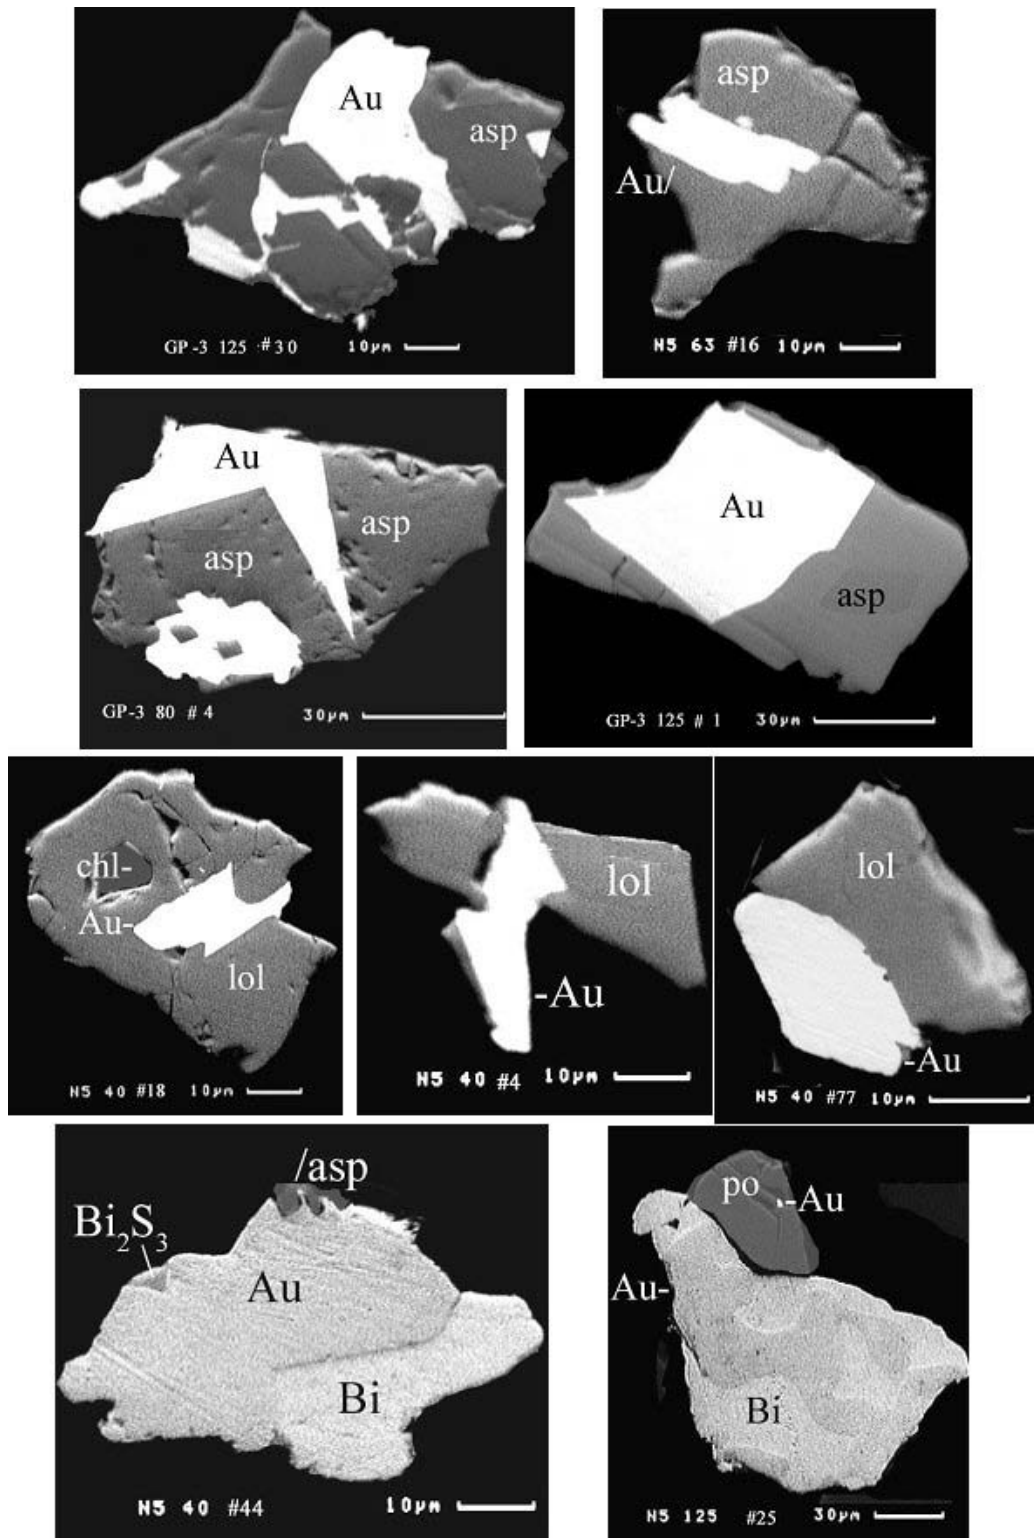 Au
asp
GP-3 125 #30 10µm
asp
Au/
N5 63 #16 10µm
Au
asp
asp
GP-3 80 # 4 30µm
Au
asp
GP-3 125 # 1 30µm
chl-
Au-
lol
N5 40 #18 10µm
lol
-Au
N5 40 #4 10µm
lol
-Au
N5 40 #77 10µm
/asp
Bi₂S₃
Au
Bi
N5 40 #44 10µm
po
-Au
Au-
Bi
N5 125 #25 30µm